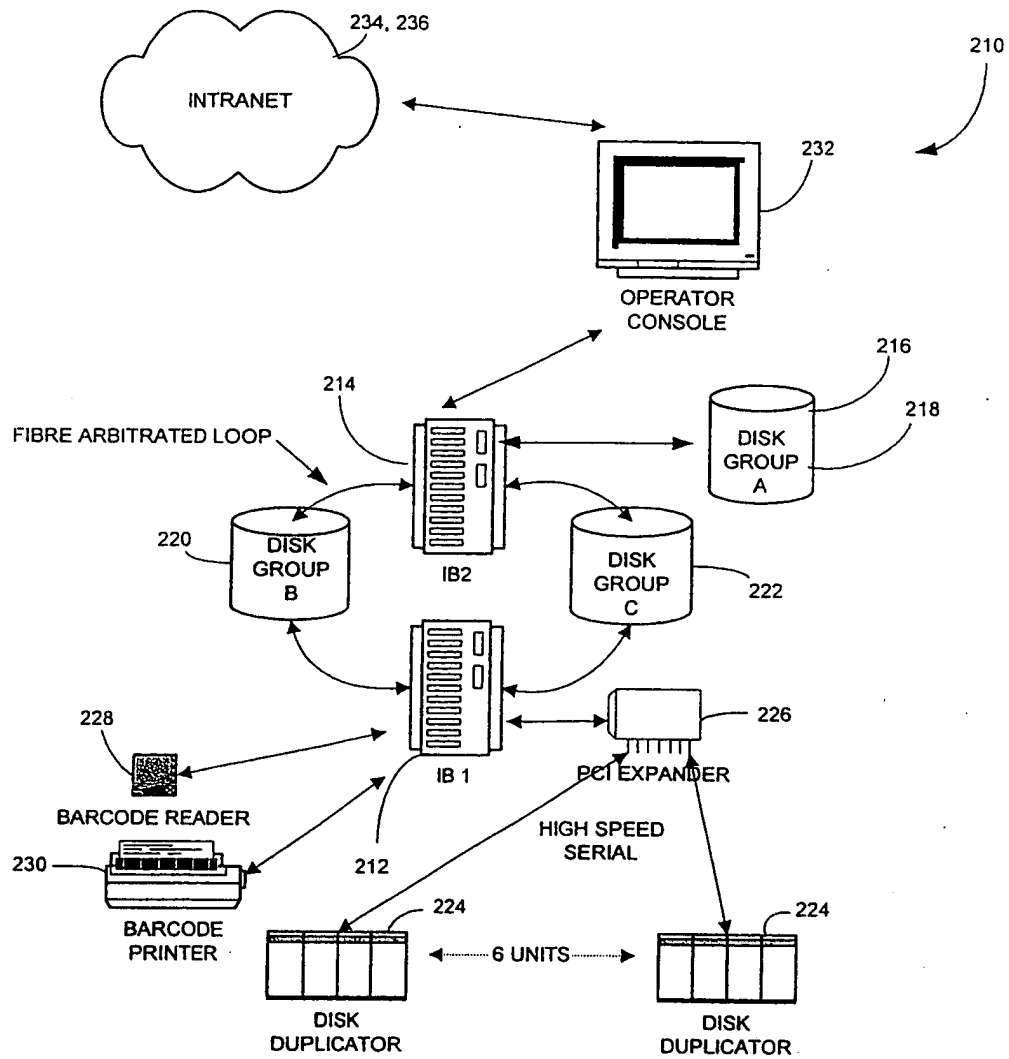 234, 236
INTRANET
210
232
OPERATOR
CONSOLE
216
218
DISK
GROUP
A
214
FIBRE ARBITRATED LOOP
220
DISK
GROUP
B
IB2
DISK
GROUP
C
222
228
BARCODE READER
IB 1
226
PCI EXPANDER
HIGH SPEED
SERIAL
230
212
BARCODE
PRINTER
224
6 UNITS
224
DISK
DUPLICATOR
DISK
DUPLICATOR